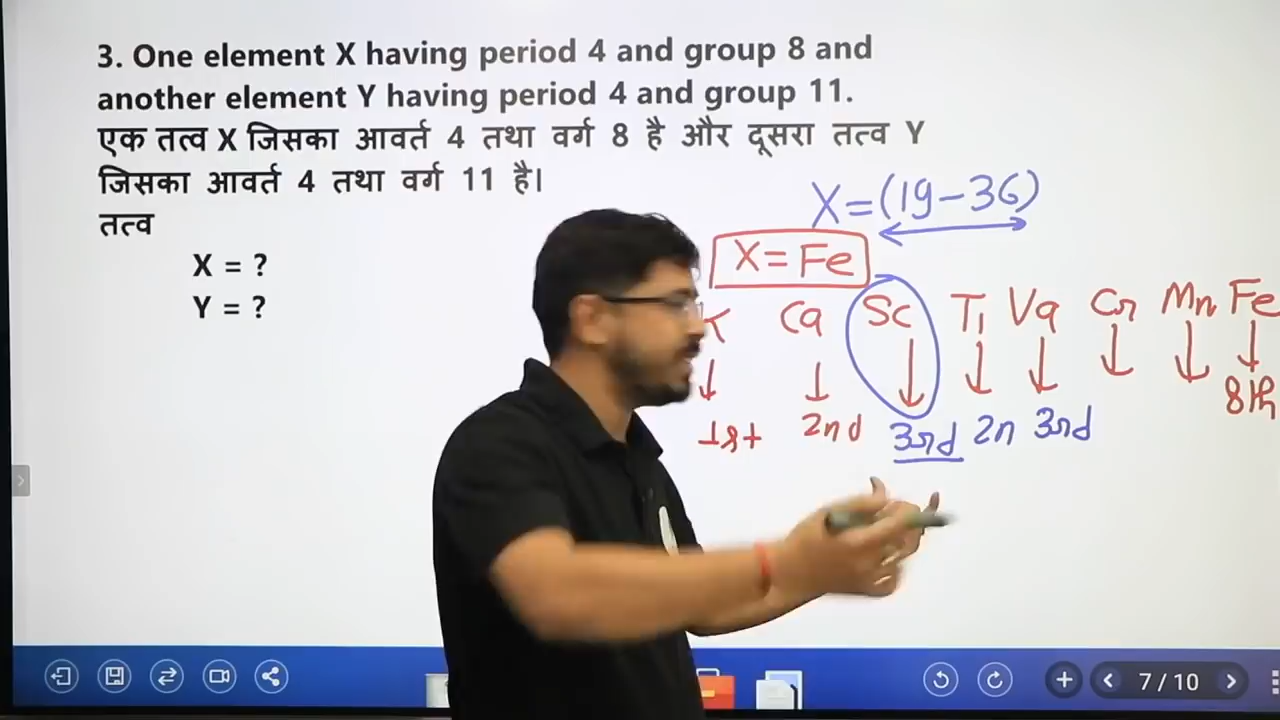 3. One element X having period 4 and group 8 and
another element Y having period 4 and group 11.
एक तत्व X जिसका आवर्त 4 तथा वर्ग 8 है और दूसरा तत्व Y
जिसका आवर्त 4 तथा वर्ग 11 है।
तत्व
X = ?
Y = ?
X=(19-36)
X=Fe
Ca Sc Ti Va Cr Mn Fe
1st 2nd 3rd 2n 3rd 8th
7 / 10